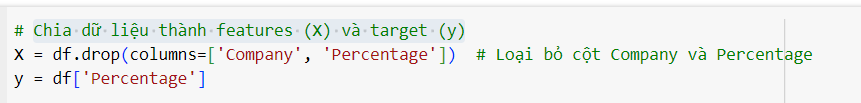 # Chia dữ liệu thành features (X) và target (y)
X = df.drop(columns=['Company', 'Percentage'])  # Loại bỏ cột Company và Percentage
y = df['Percentage']